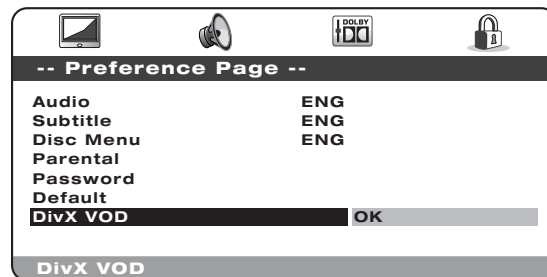 DOLBY
-- Preference Page --
Audio ENG
Subtitle ENG
Disc Menu ENG
Parental
Password
Default
DivX VOD OK
DivX VOD